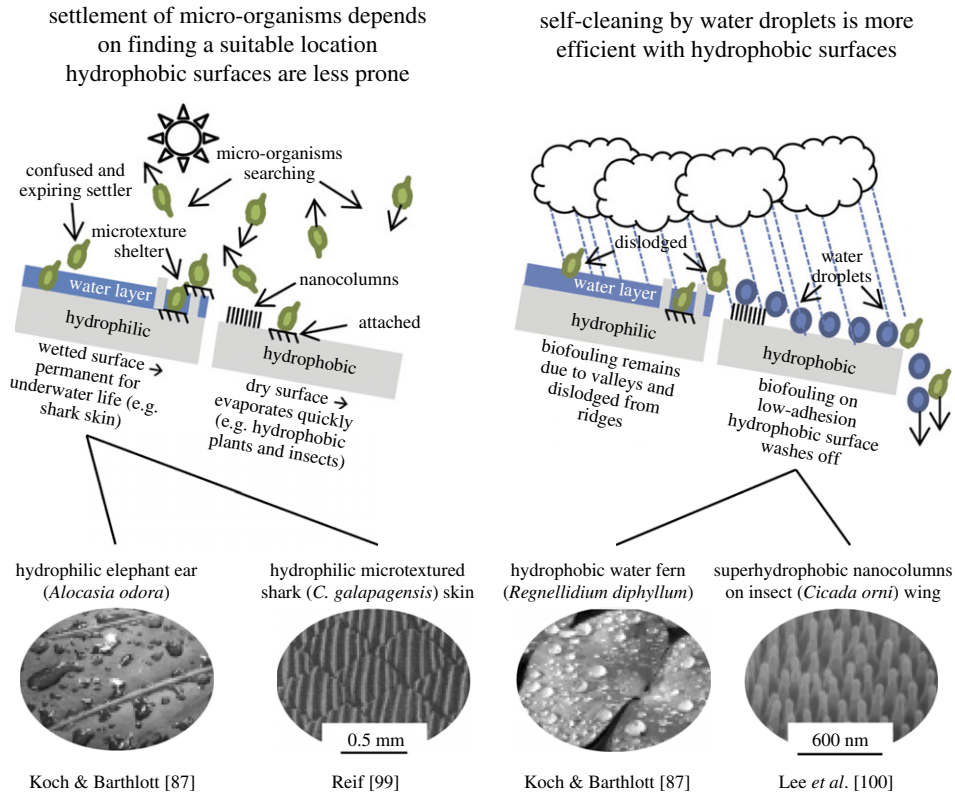 settlement of micro-organisms depends
on finding a suitable location
hydrophobic surfaces are less prone
self-cleaning by water droplets is more
efficient with hydrophobic surfaces
confused and
expiring settler
micro-organisms
searching
microtexture
shelter
nanocolumns
attached
water layer
hydrophilic
hydrophobic
wetted surface →
permanent for
underwater life (e.g.
shark skin)
dry surface →
evaporates quickly
(e.g. hydrophobic
plants and insects)
dislodged
water
droplets
water layer
hydrophilic
hydrophobic
biofouling remains
due to valleys and
dislodged from
ridges
biofouling on
low-adhesion
hydrophobic surface
washes off
hydrophilic elephant ear
(Alocasia odora)
hydrophilic microtextured
shark (C. galapagensis) skin
hydrophobic water fern
(Regnellidium diphyllum)
superhydrophobic nanocolumns
on insect (Cicada orni) wing
0.5 mm
600 nm
Koch & Barthlott [87]
Reif [99]
Koch & Barthlott [87]
Lee et al. [100]